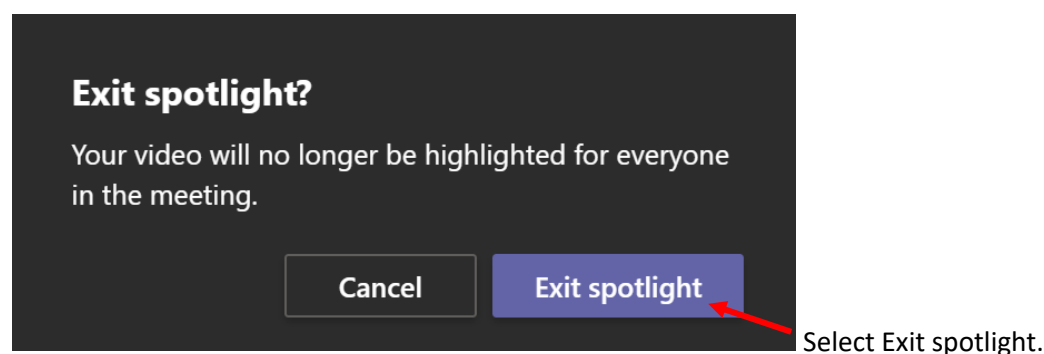 Exit spotlight?
Your video will no longer be highlighted for everyone
in the meeting.
Cancel
Exit spotlight
Select Exit spotlight.